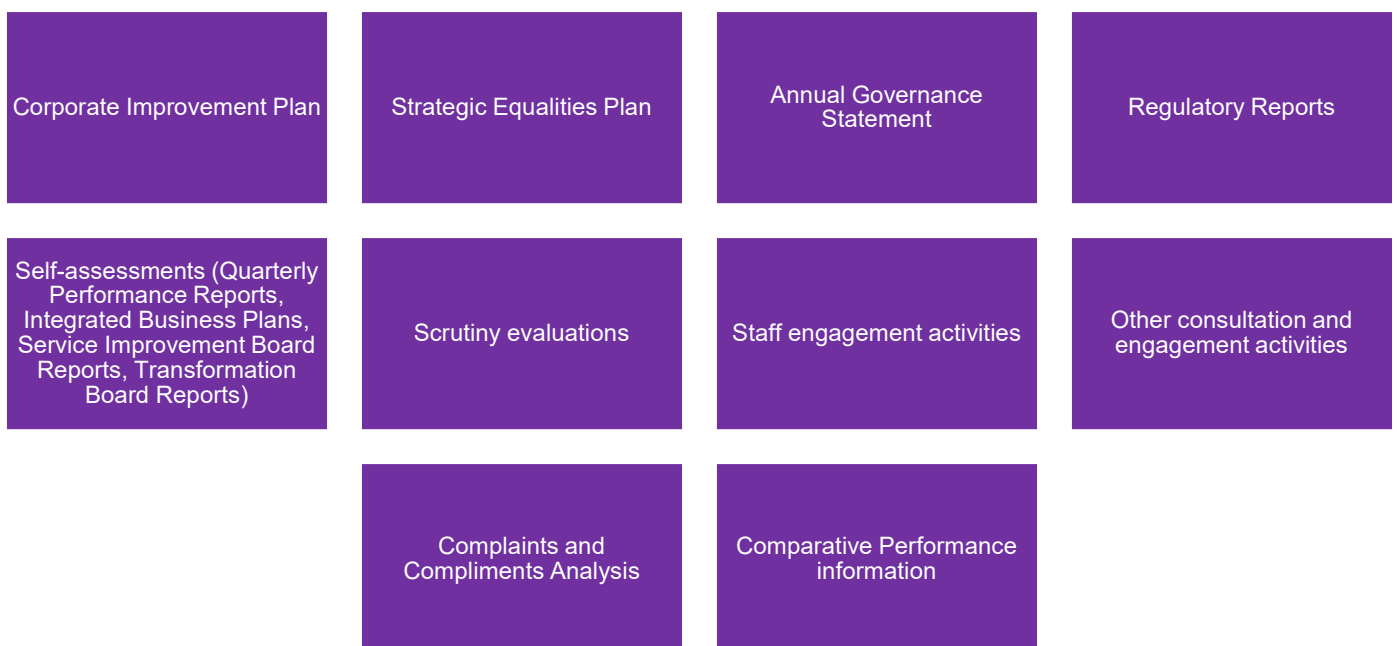 Corporate Improvement Plan
Strategic Equalities Plan
Annual Governance
Statement
Regulatory Reports
Self-assessments (Quarterly
Performance Reports,
Integrated Business Plans,
Service Improvement Board
Reports, Transformation
Board Reports)
Scrutiny evaluations
Staff engagement activities
Other consultation and
engagement activities
Complaints and
Compliments Analysis
Comparative Performance
information